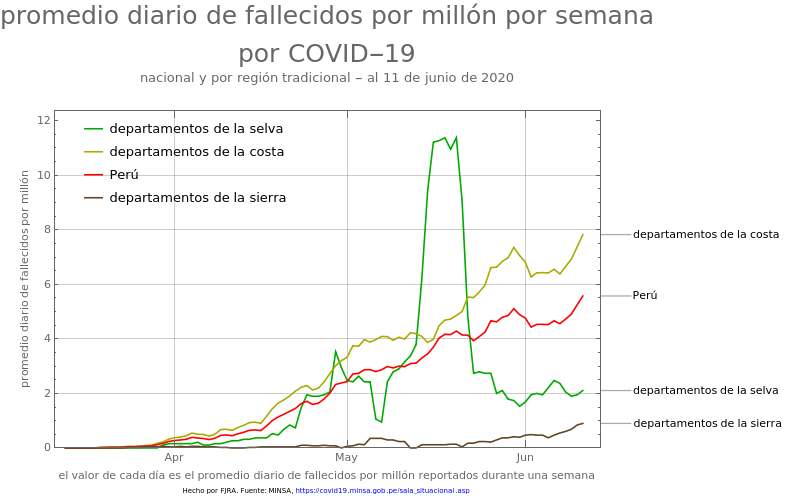 promedio diario de fallecidos por millón por semana
por COVID−19
nacional y por región tradicional − al 11 de junio de 2020
departamentos de la selva
departamentos de la costa
Perú
departamentos de la sierra
promedio diario de fallecidos por millón
12
10
8
6
4
2
0
Apr
May
Jun
departamentos de la costa
Perú
departamentos de la selva
departamentos de la sierra
el valor de cada día es el promedio diario de fallecidos por millón reportados durante una semana
Hecho por FJRA. Fuente: MINSA, https://covid19.minsa.gob.pe/sala_situacional.asp